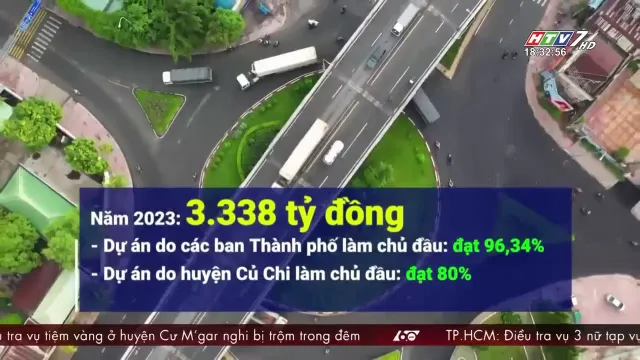 HTV7 HD
18:32:56
Năm 2023: 3.338 tỷ đồng
- Dự án do các ban Thành phố làm chủ đầu: đạt 96,34%
- Dự án do huyện Củ Chi làm chủ đầu: đạt 80%
u tra vụ tiệm vàng ở huyện Cư M'gar nghi bị trộm trong đêm 60 TP.HCM: Điều tra vụ 3 nữ tạp vụ